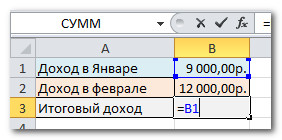 СУММ =
A B
1 Доход в Январе 9 000,00р.
2 Доход в феврале 12 000,00р.
3 Итоговый доход =B1